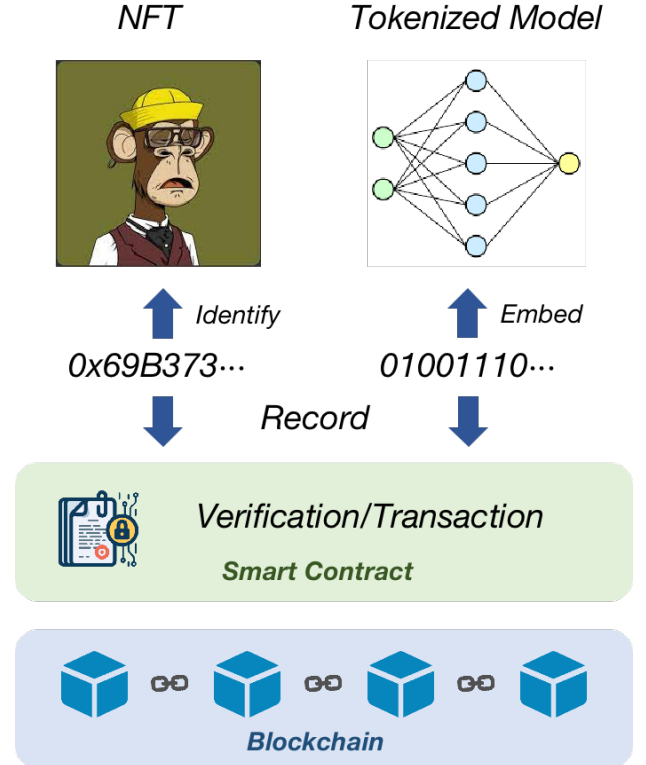 NFT
Tokenized Model
Identify
Embed
0x69B373···
01001110···
Record
Verification/Transaction
Smart Contract
Blockchain